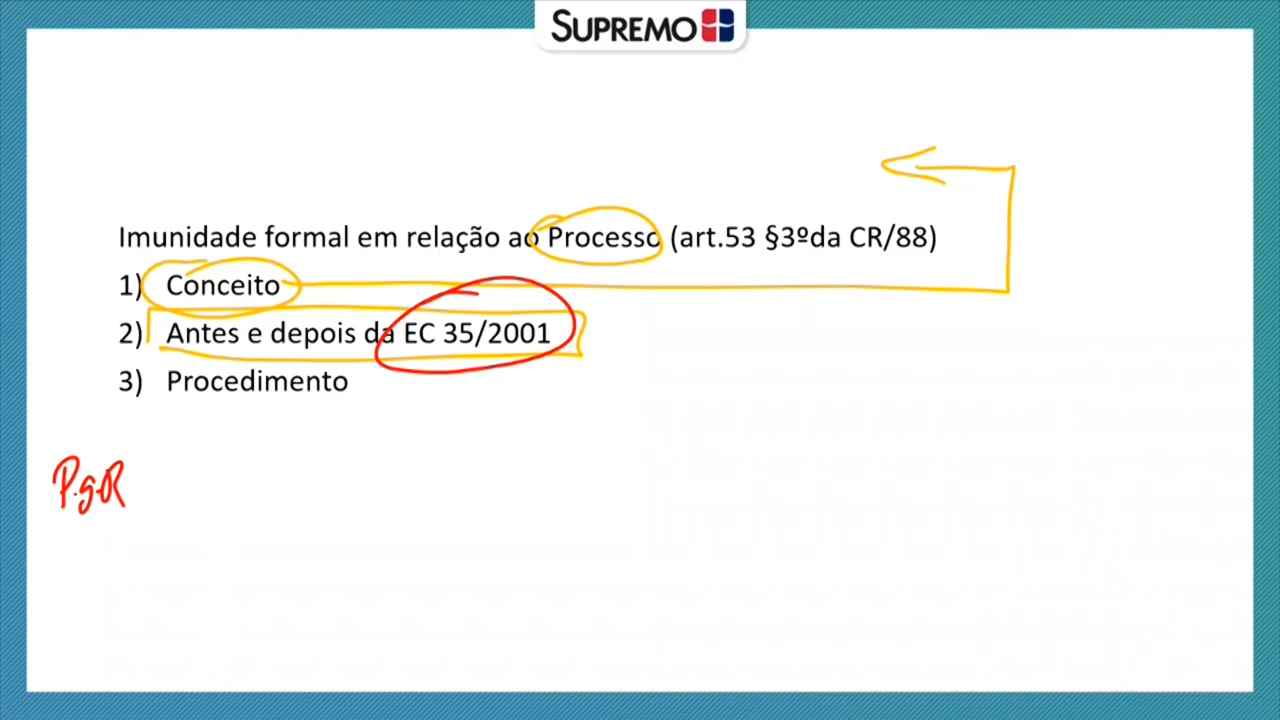 SUPREMO
Imunidade formal em relação ao Processo (art.53 §3ºda CR/88)
1) Conceito
2) Antes e depois da EC 35/2001
3) Procedimento
P.G.R